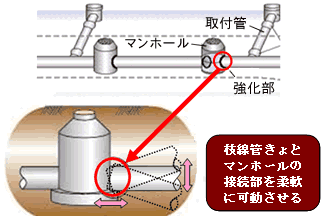 取付管
マンホール
強化部
枝線管きょと
マンホールの
接続部を柔軟
に可動させる